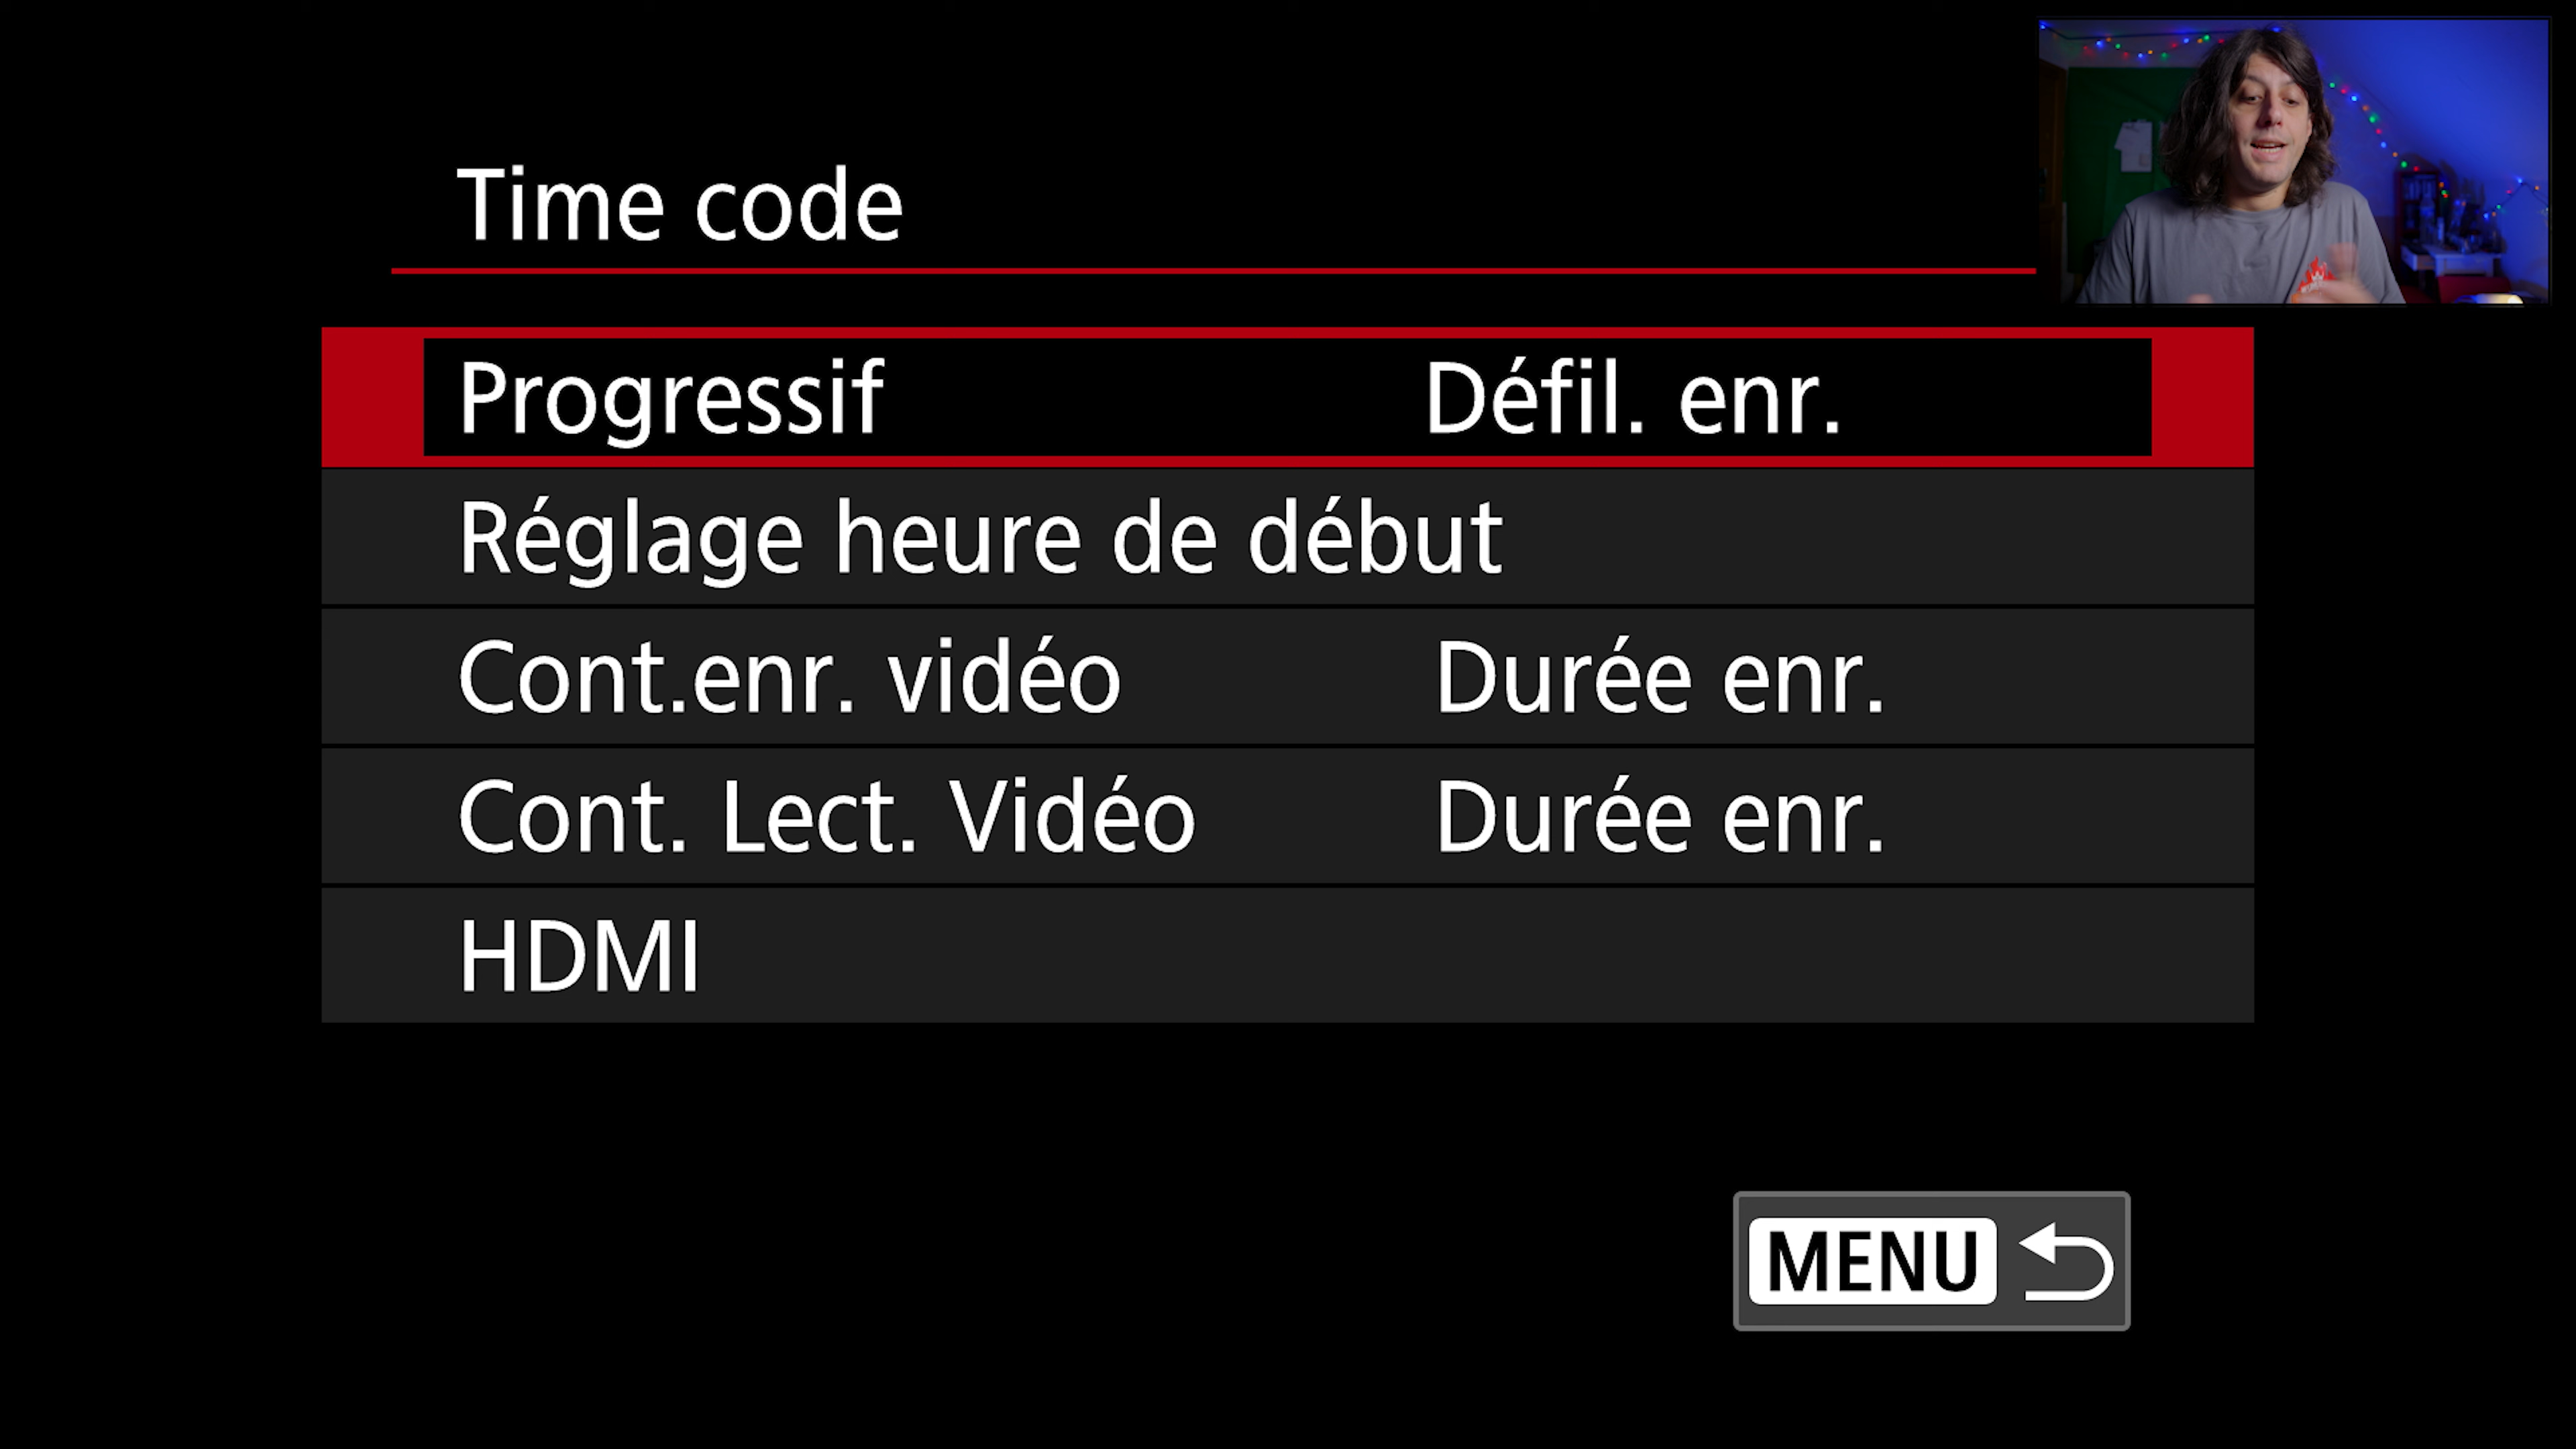 Time code
Progressif Défil. enr.
Réglage heure de début
Cont.enr. vidéo Durée enr.
Cont. Lect. Vidéo Durée enr.
HDMI
MENU